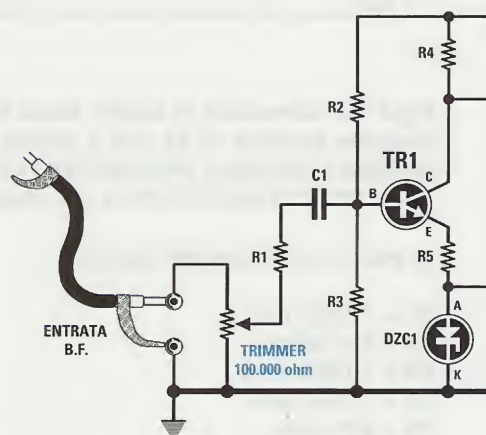 R4
R2
TR1
C1
C
B
E
R1
R5
R3
A
ENTRATA
B.F.
TRIMMER
100.000 ohm
DZC1
K